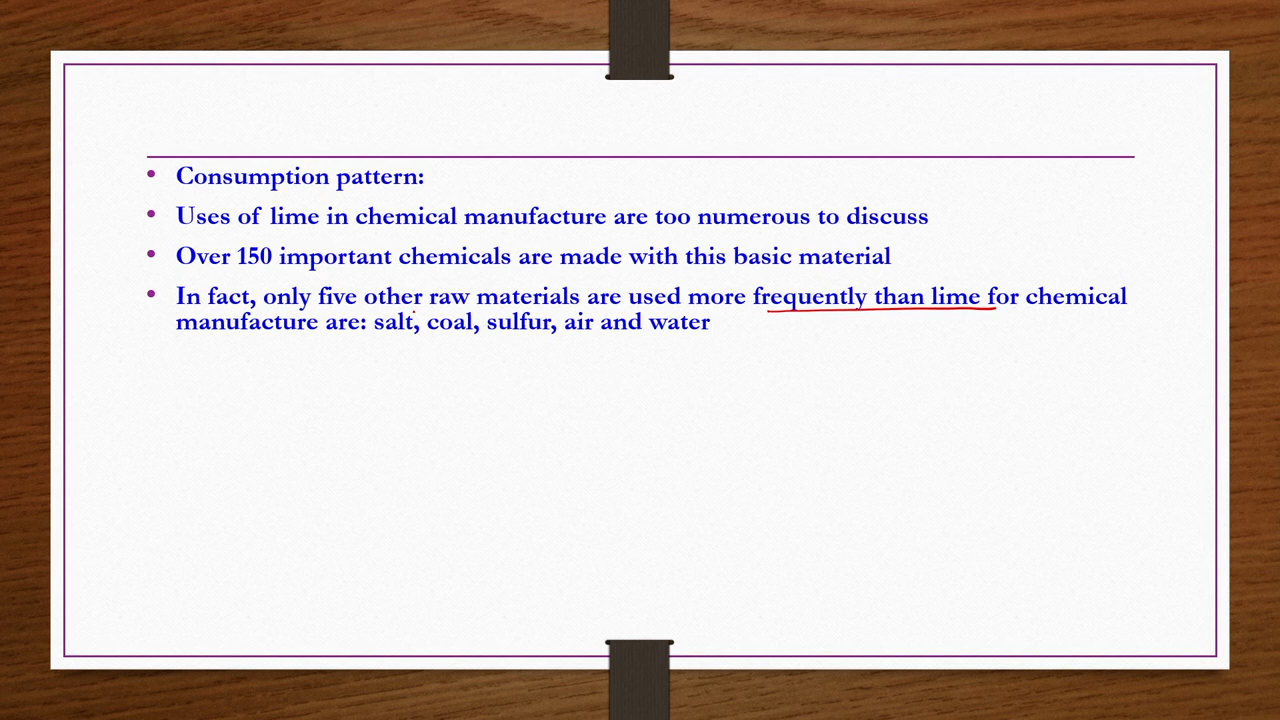 • Consumption pattern:
• Uses of lime in chemical manufacture are too numerous to discuss
• Over 150 important chemicals are made with this basic material
• In fact, only five other raw materials are used more frequently than lime for chemical
manufacture are: salt, coal, sulfur, air and water